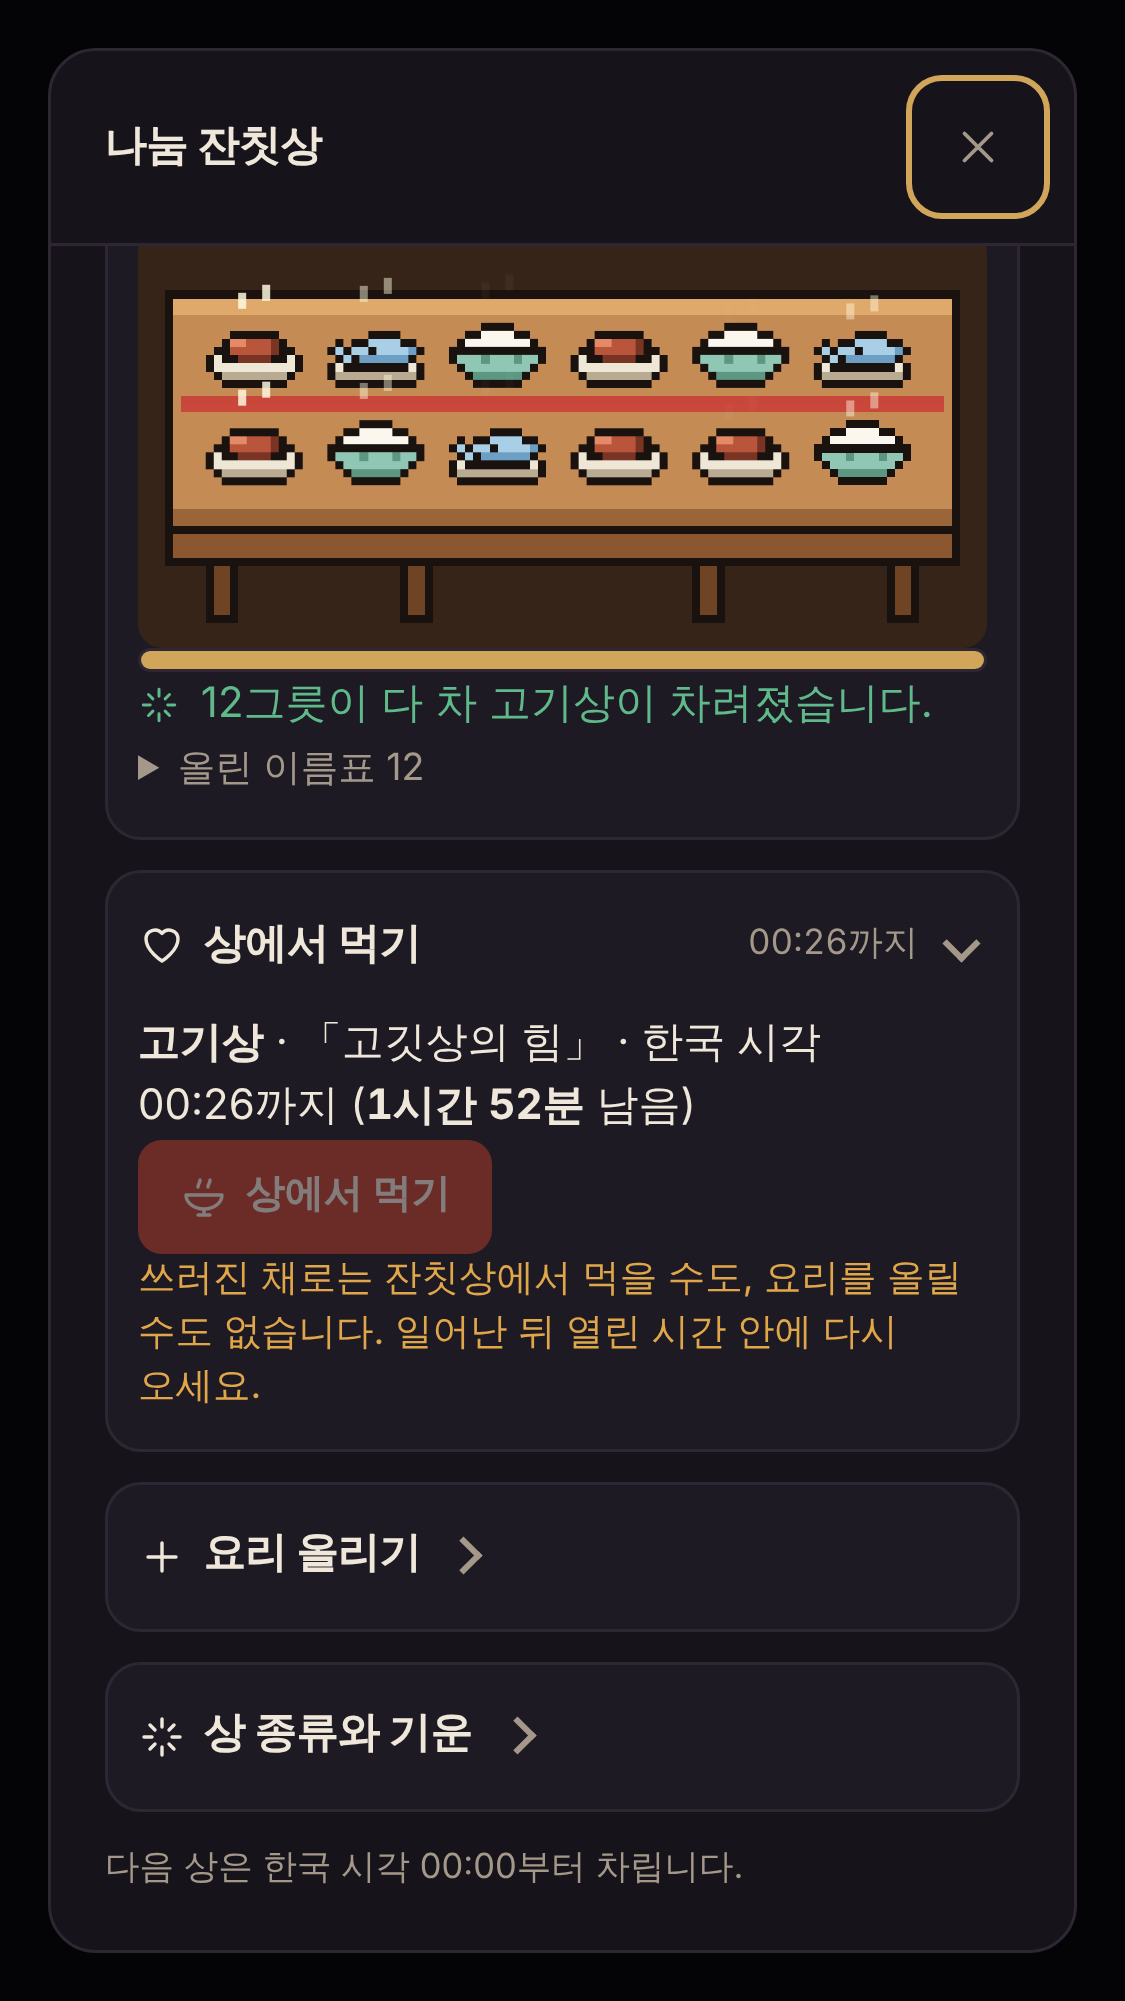 나눔 잔칫상
12그릇이 다 차 고기상이 차려졌습니다.
▶ 올린 이름표 12
상에서 먹기
00:26까지
고기상 · 「고깃상의 힘」 · 한국 시각
00:26까지 (1시간 52분 남음)
상에서 먹기
쓰러진 채로는 잔칫상에서 먹을 수도, 요리를 올릴
수도 없습니다. 일어난 뒤 열린 시간 안에 다시
오세요.
요리 올리기
상 종류와 기운
다음 상은 한국 시각 00:00부터 차립니다.